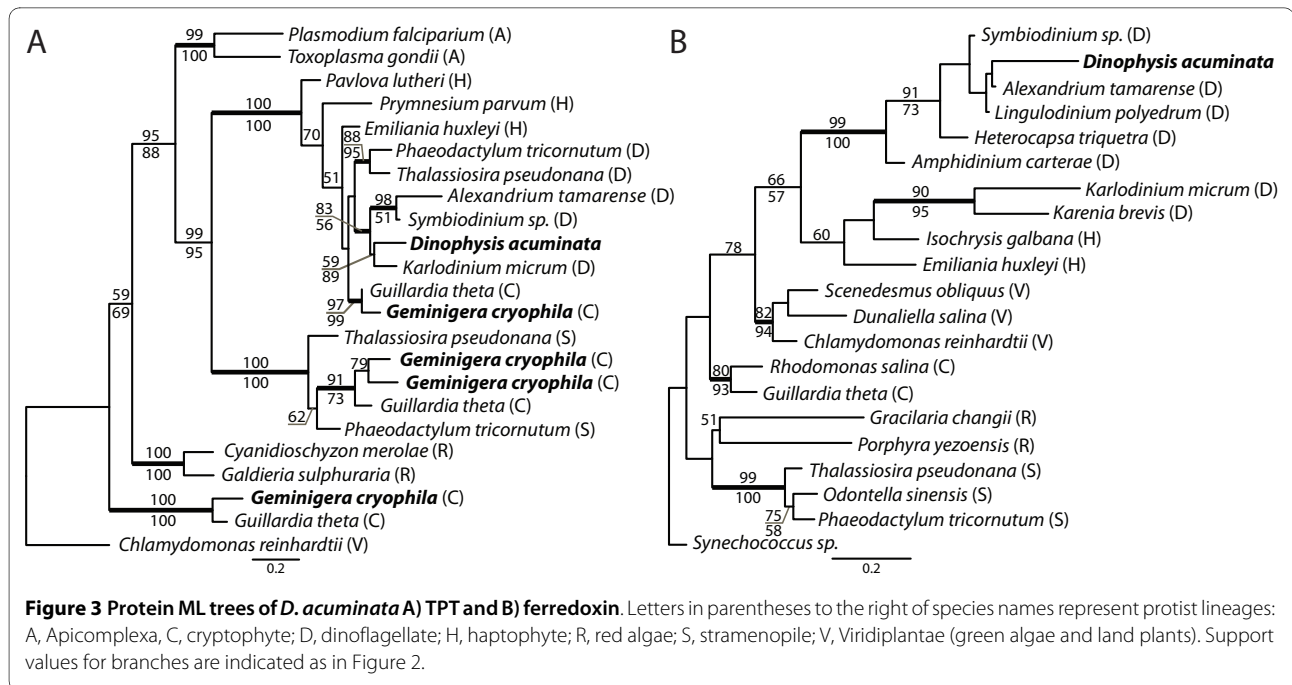 A
99
100
Plasmodium falciparium (A)
Toxoplasma gondii (A)
Pavlova lutheri (H)
100
100
Prymnesium parvum (H)
70
Emiliania huxleyi (H)
95
88
88
95
Phaeodactylum tricornutum (D)
Thalassiosira pseudonana (D)
51
Alexandrium tamarense (D)
98
51
Symbiodinium sp. (D)
83
56
Dinophysis acuminata
99
95
59
89
Karlodinium micrum (D)
Guillardia theta (C)
97
99
Geminigera cryophila (C)
59
69
Thalassiosira pseudonana (S)
100
100
79
Geminigera cryophila (C)
91
73
Geminigera cryophila (C)
Guillardia theta (C)
62
Phaeodactylum tricornutum (S)
100
100
Cyanidioschyzon merolae (R)
Galdieria sulphuraria (R)
100
100
Geminigera cryophila (C)
Guillardia theta (C)
Chlamydomonas reinhardtii (V)
0.2
B
Symbiodinium sp. (D)
Dinophysis acuminata
91
73
Alexandrium tamarense (D)
Lingulodinium polyedrum (D)
99
100
Heterocapsa triquetra (D)
Amphidinium carterae (D)
66
57
90
95
Karlodinium micrum (D)
Karenia brevis (D)
60
Isochrysis galbana (H)
78
Emiliania huxleyi (H)
Scenedesmus obliquus (V)
82
94
Dunaliella salina (V)
Chlamydomonas reinhardtii (V)
80
93
Rhodomonas salina (C)
Guillardia theta (C)
51
Gracilaria changii (R)
Porphyra yezoensis (R)
99
100
Thalassiosira pseudonana (S)
Odontella sinensis (S)
75
58
Phaeodactylum tricornutum (S)
Synechococcus sp.
0.2
Figure 3 Protein ML trees of D. acuminata A) TPT and B) ferredoxin. Letters in parentheses to the right of species names represent protist lineages:
A, Apicomplexa, C, cryptophyte; D, dinoflagellate; H, haptophyte; R, red algae; S, stramenopile; V, Viridiplantae (green algae and land plants). Support
values for branches are indicated as in Figure 2.